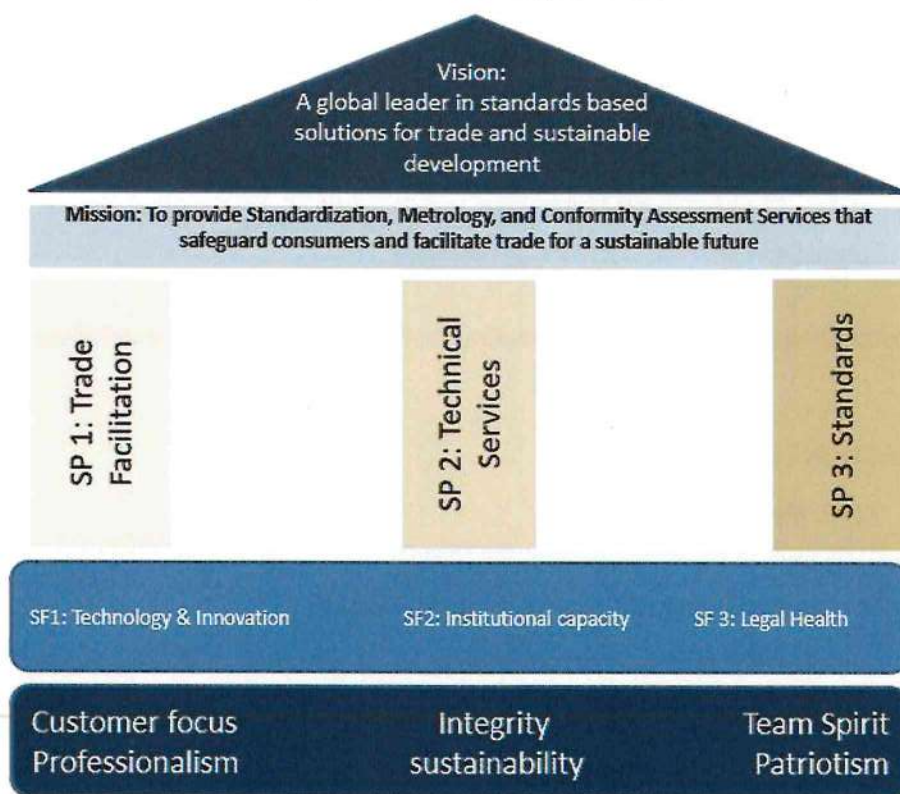 Vision:
A global leader in standards based
solutions for trade and sustainable
development
Mission: To provide Standardization, Metrology, and Conformity Assessment Services that
safeguard consumers and facilitate trade for a sustainable future
SP 1: Trade
Facilitation
SP 2: Technical
Services
SP 3: Standards
SF1: Technology & Innovation
SF2: Institutional capacity
SF 3: Legal Health
Customer focus
Professionalism
Integrity
sustainability
Team Spirit
Patriotism